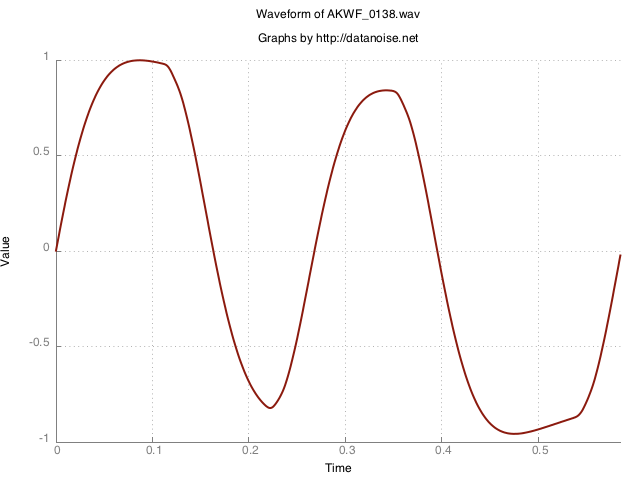 Waveform of AKWF_0138.wav
Graphs by http://datanoise.net
1
0.5
0
-0.5
-1
Value
0 0.1 0.2 0.3 0.4 0.5
Time